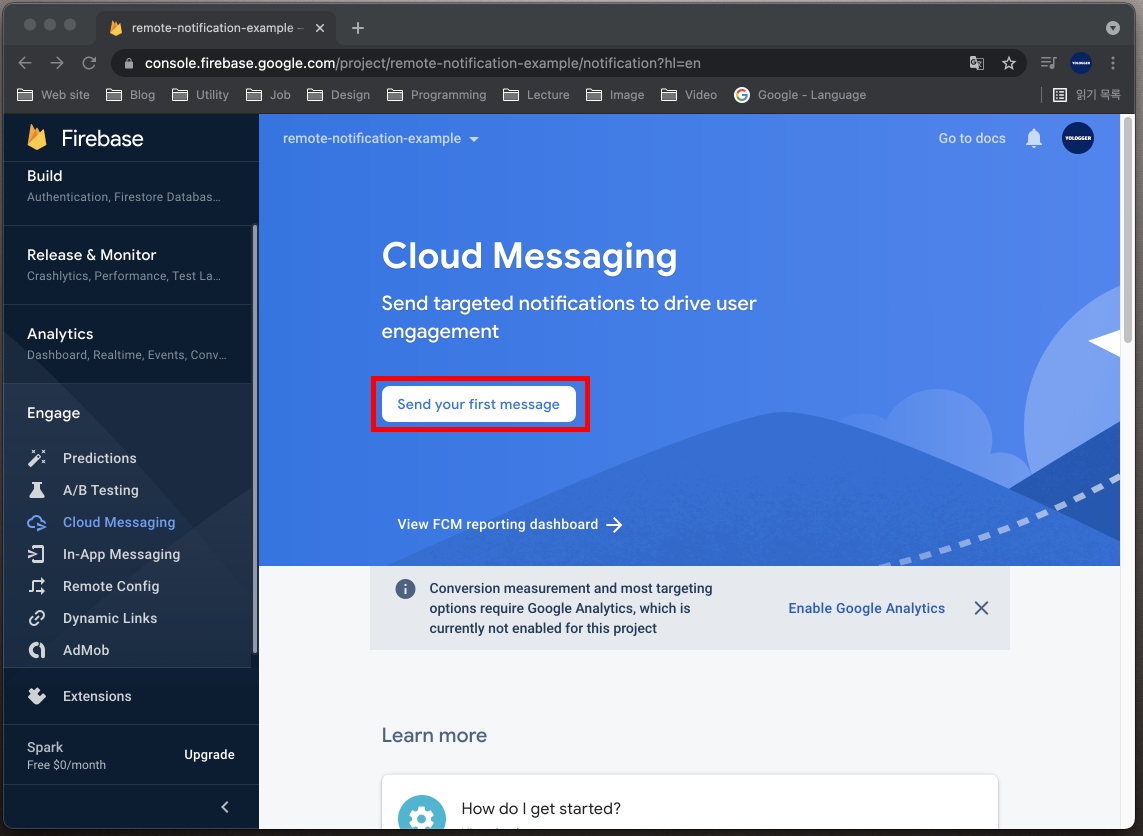 remote-notification-example –
console.firebase.google.com/project/remote-notification-example/notification?hl=en
YOLOGGER
Web site
Blog
Utility
Job
Design
Programming
Lecture
Image
Video
Google - Language
읽기 목록
Firebase
Build
Authentication, Firestore Databas…
Release & Monitor
Crashlytics, Performance, Test La…
Analytics
Dashboard, Realtime, Events, Conv…
Engage
Predictions
A/B Testing
Cloud Messaging
In-App Messaging
Remote Config
Dynamic Links
AdMob
Extensions
Spark
Free $0/month
Upgrade
remote-notification-example
Go to docs
YOLOGGER
Cloud Messaging
Send targeted notifications to drive user
engagement
Send your first message
View FCM reporting dashboard
Conversion measurement and most targeting
options require Google Analytics, which is
currently not enabled for this project
Enable Google Analytics
Learn more
How do I get started?